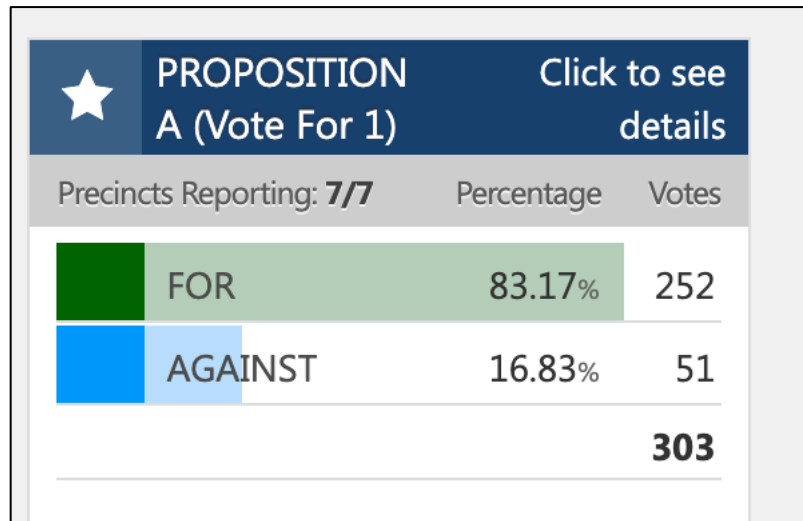 PROPOSITION
A (Vote For 1)
Click to see
details
Precincts Reporting: 7/7 Percentage Votes
FOR 83.17% 252
AGAINST 16.83% 51
303